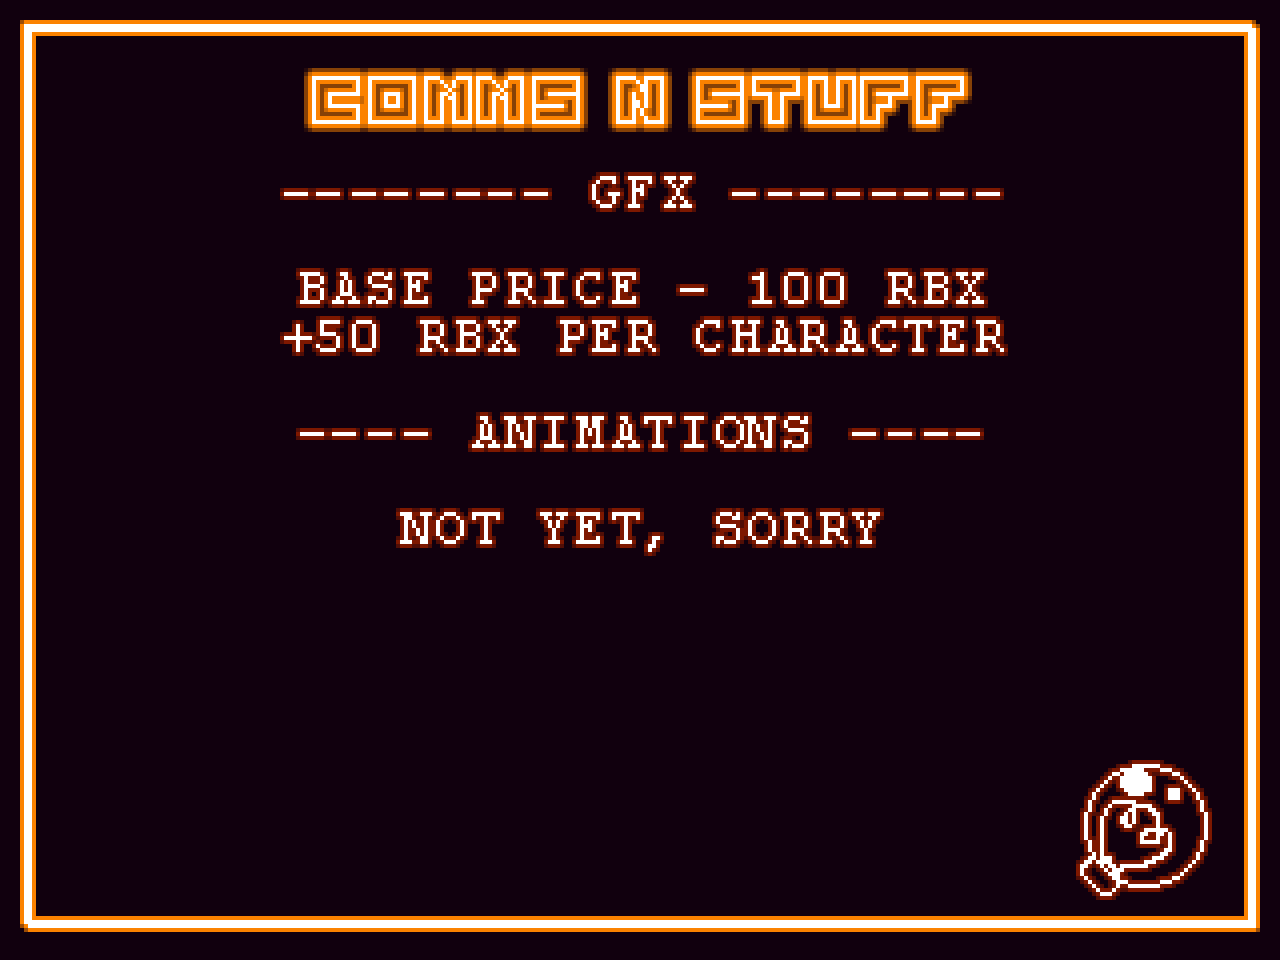 COMMS N STUFF
-------- GFX --------
BASE PRICE - 100 RBX
+50 RBX PER CHARACTER
---- ANIMATIONS ----
NOT YET, SORRY